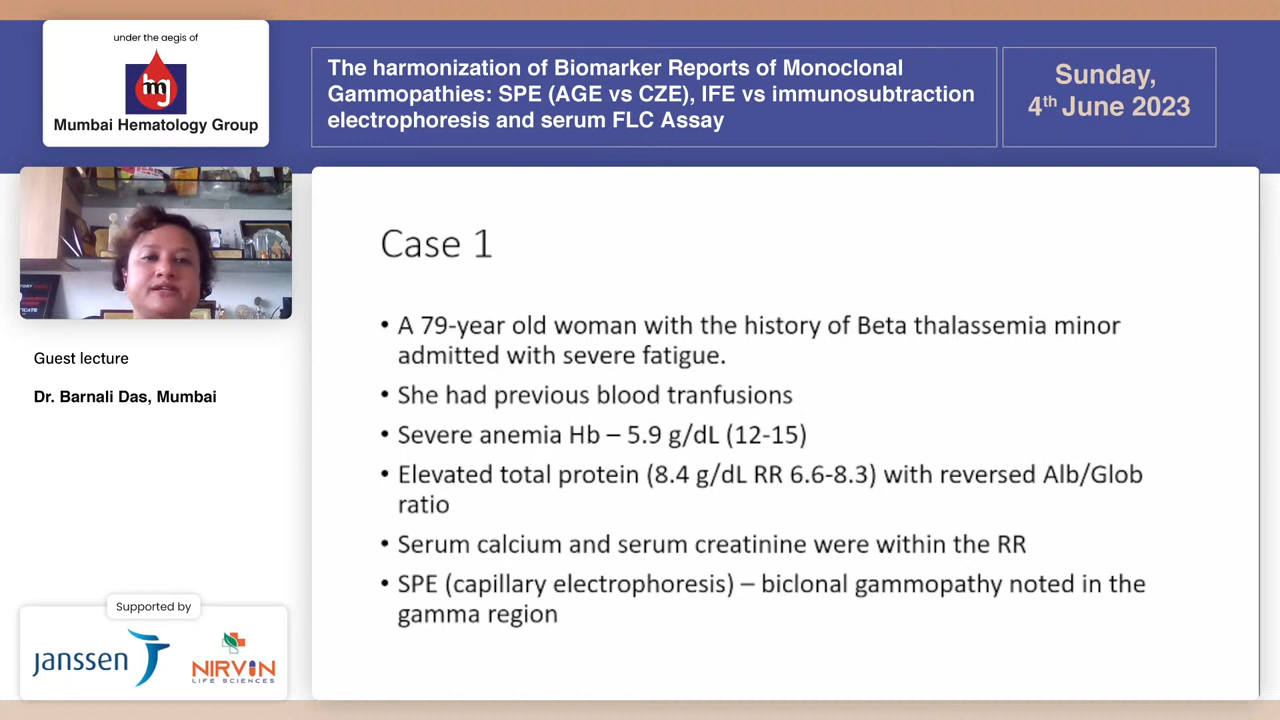 under the aegis of
mg
Mumbai Hematology Group
The harmonization of Biomarker Reports of Monoclonal
Gammopathies: SPE (AGE vs CZE), IFE vs immunosubtraction
electrophoresis and serum FLC Assay
Sunday,
4th June 2023
Guest lecture
Dr. Barnali Das, Mumbai
Case 1
• A 79-year old woman with the history of Beta thalassemia minor
admitted with severe fatigue.
• She had previous blood tranfusions
• Severe anemia Hb – 5.9 g/dL (12-15)
• Elevated total protein (8.4 g/dL RR 6.6-8.3) with reversed Alb/Glob
ratio
• Serum calcium and serum creatinine were within the RR
• SPE (capillary electrophoresis) – biclonal gammopathy noted in the
gamma region
Supported by
janssen
NIRVIN
LIFE SCIENCES